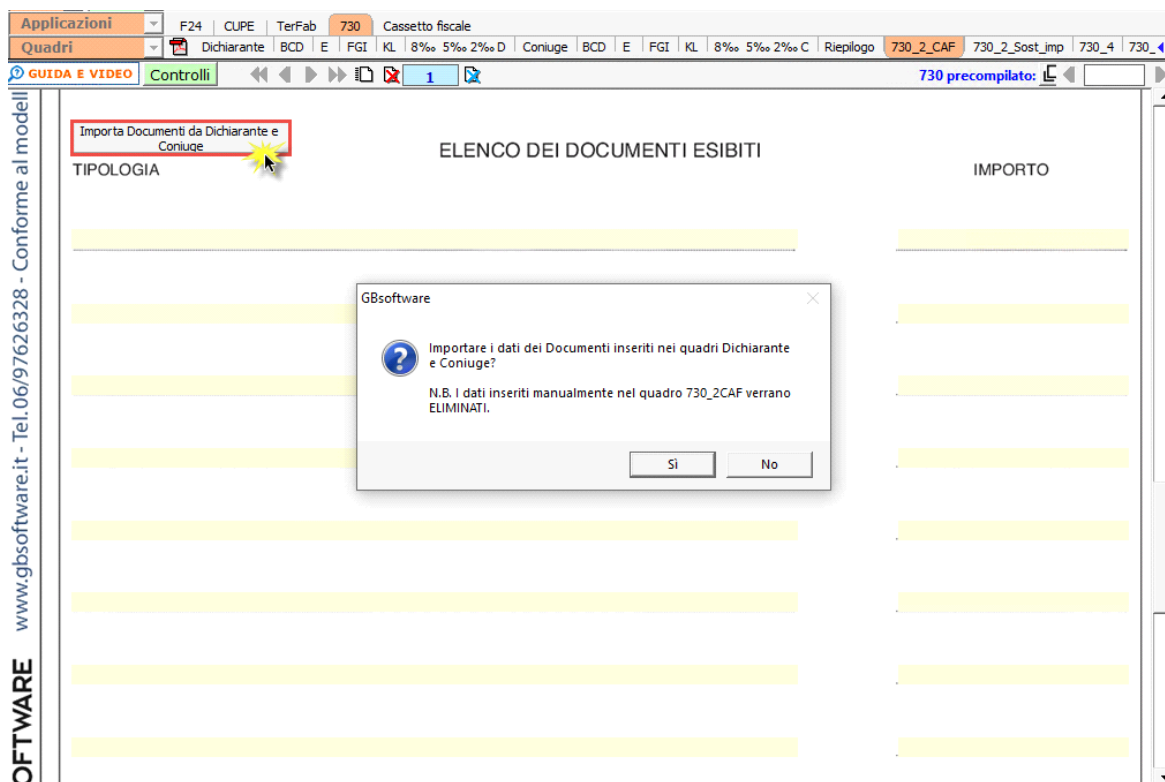 Applicazioni F24 CUPE TerFab 730 Cassetto fiscale
Quadri Dichiarante BCD E FGI KL 8‰ 5‰ 2‰ D Coniuge BCD E FGI KL 8‰ 5‰ 2‰ C Riepilogo 730_2_CAF 730_2_Sost_imp 730_4 730_
GUIDA E VIDEO Controlli 1 730 precompilato:
Importa Documenti da Dichiarante e
Coniuge
ELENCO DEI DOCUMENTI ESIBITI
TIPOLOGIA IMPORTO
GBsoftware
Importare i dati dei Documenti inseriti nei quadri Dichiarante
e Coniuge?
N.B. I dati inseriti manualmente nel quadro 730_2CAF verrano
ELIMINATI.
Sì No
OFTWARE www.gbsoftware.it - Tel.06/97626328 - Conforme al modell